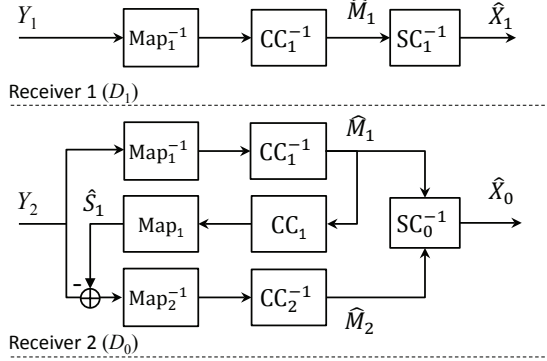 Y₁ Map₁⁻¹ CC₁⁻¹ M̂₁ SC₁⁻¹ X̂₁
Receiver 1 (D₁)
Map₁⁻¹ CC₁⁻¹ M̂₁
Y₂ Ŝ₁ Map₁ CC₁ SC₀⁻¹ X̂₀
- Map₂⁻¹ CC₂⁻¹ M̂₂
Receiver 2 (D₀)